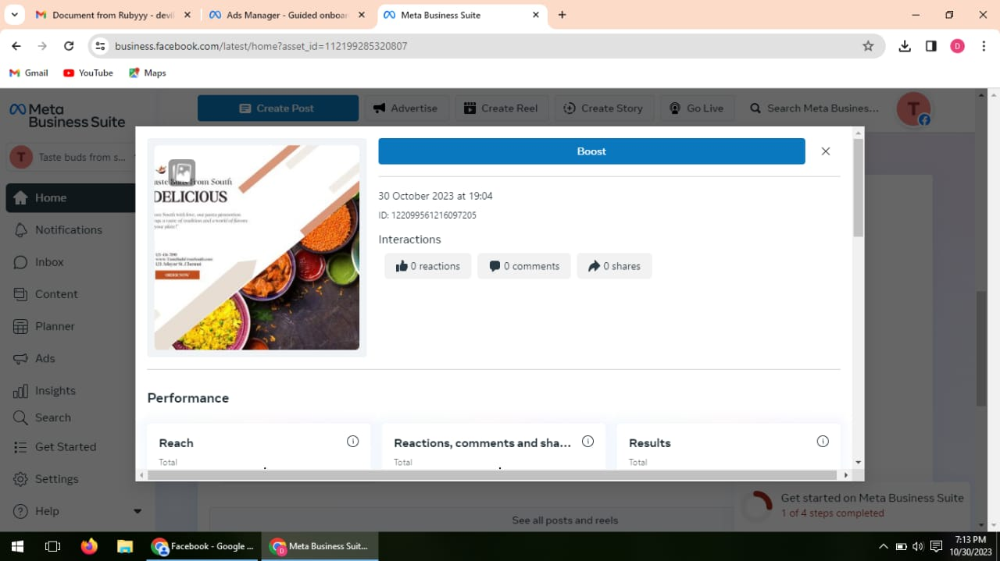 Document from Rubyyy - devil
Ads Manager - Guided onboar
Meta Business Suite
business.facebook.com/latest/home?asset_id=112199285320807
D
Gmail
YouTube
Maps
Meta
Business Suite
Create Post
Advertise
Create Reel
Create Story
Go Live
Search Meta Busines...
T
T
Taste buds from s...
Home
Notifications
Inbox
Content
Planner
Ads
Insights
Search
Get Started
Settings
Help
aste Buds From South
DELICIOUS
www.TasteBudsFromSouth.com
ORDER NOW
Boost
30 October 2023 at 19:04
ID: 122099561216097205
Interactions
0 reactions
0 comments
0 shares
Performance
Reach
Total
Reactions, comments and sha...
Total
Results
Total
See all posts and reels
Get started on Meta Business Suite
1 of 4 steps completed
Facebook - Google ...
Meta Business Suit...
7:13 PM
10/30/2023